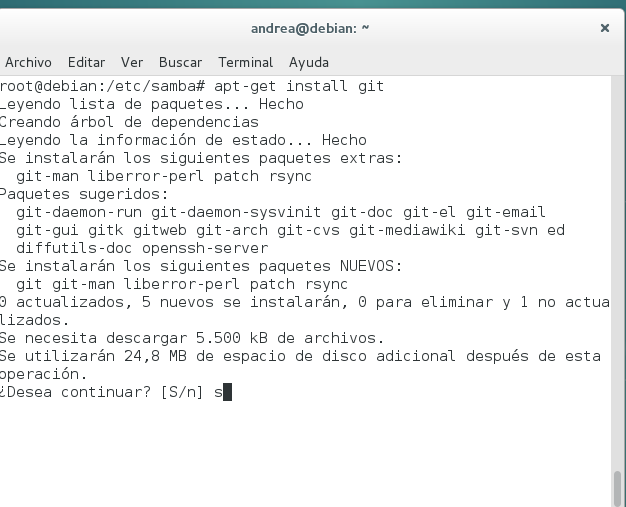 andrea@debian: ~
Archivo Editar Ver Buscar Terminal Ayuda
root@debian:/etc/samba# apt-get install git
Leyendo lista de paquetes... Hecho
Creando árbol de dependencias
Leyendo la información de estado... Hecho
Se instalarán los siguientes paquetes extras:
git-man liberror-perl patch rsync
Paquetes sugeridos:
git-daemon-run git-daemon-sysvinit git-doc git-el git-email
git-gui gitk gitweb git-arch git-cvs git-mediawiki git-svn ed
diffutils-doc openssh-server
Se instalarán los siguientes paquetes NUEVOS:
git git-man liberror-perl patch rsync
0 actualizados, 5 nuevos se instalarán, 0 para eliminar y 1 no actua
lizados.
Se necesita descargar 5.500 kB de archivos.
Se utilizarán 24,8 MB de espacio de disco adicional después de esta
operación.
¿Desea continuar? [S/n] s